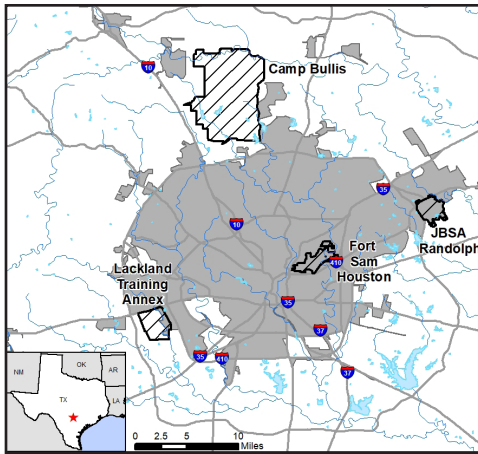 10
Camp Bullis
35
10
JBSA
Randolph
Fort
Sam
Houston
410
Lackland
Training
Annex
35
37
35
410
37
NM
OK
AR
TX
LA
0 2.5 5 10
Miles